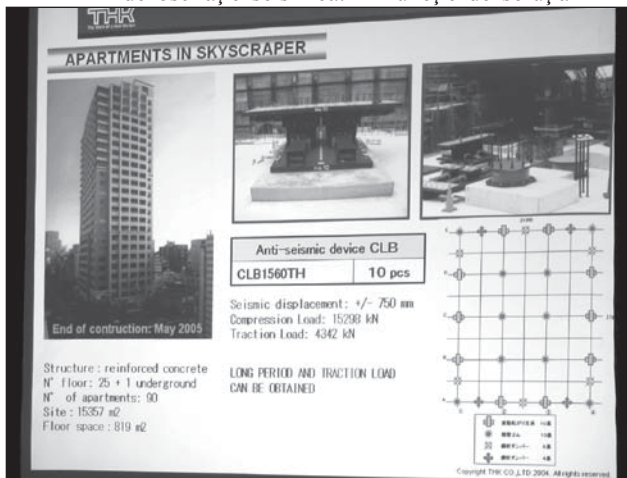 THK
APARTMENTS IN SKYSCRAPER
End of contruction: May 2005
Structure : reinforced concrete
N° floor: 25 + 1 underground
N° of apartments: 90
Site : 15357 m2
Floor space : 819 m2
Anti-seismic device CLB
CLB1560TH 10 pcs
Seismic displacement: +/- 750 mm
Compression Load: 15298 kN
Traction Load: 4342 kN
LONG PERIOD AND TRACTION LOAD
CAN BE OBTAINED
Copyright THK CO.,LTD.2004. All rights reserved